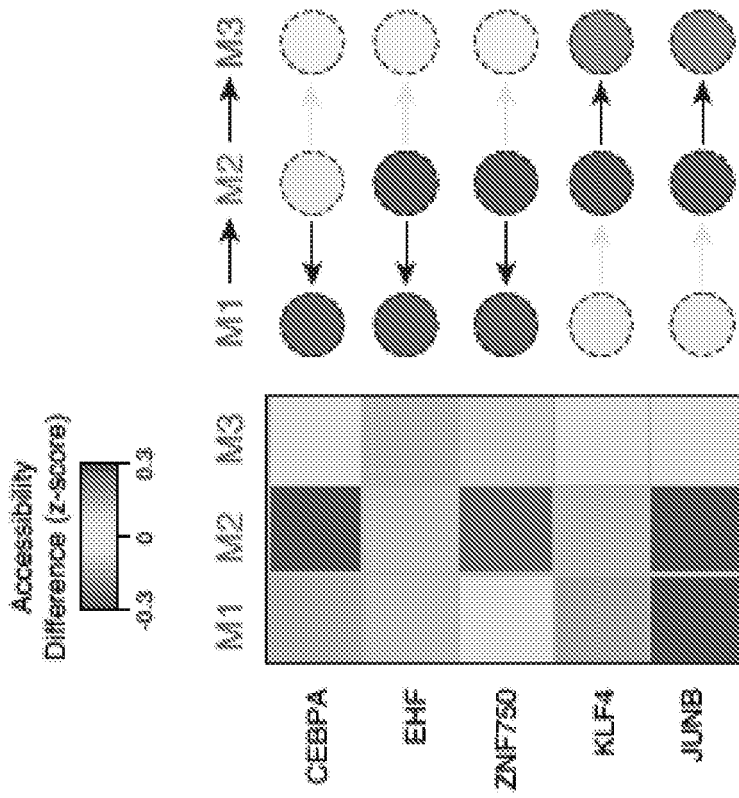 Accessibility
Difference (z-score)
-0.3 0 0.3
M1 M2 M3
M1 M2 M3
CEBPA
EHF
ZNF750
KLF4
JUNB